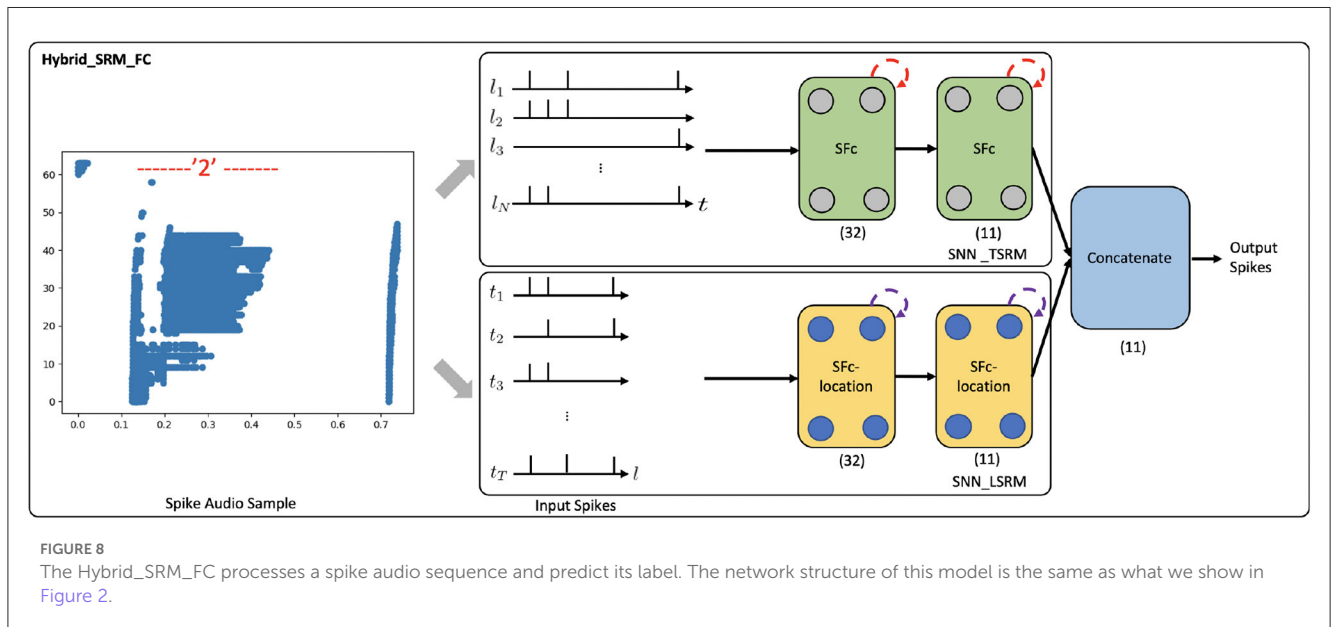 Hybrid_SRM_FC
-------'2'-------
60
50
40
30
20
10
0
0.0 0.1 0.2 0.3 0.4 0.5 0.6 0.7
Spike Audio Sample
l1
l2
l3
⋮
lN
t
SFc
(32)
SFc
(11)
SNN _TSRM
t1
t2
t3
⋮
tT
l
Input Spikes
SFc-
location
(32)
SFc-
location
(11)
SNN_LSRM
Concatenate
(11)
Output
Spikes
FIGURE 8
The Hybrid_SRM_FC processes a spike audio sequence and predict its label. The network structure of this model is the same as what we show in
Figure 2.